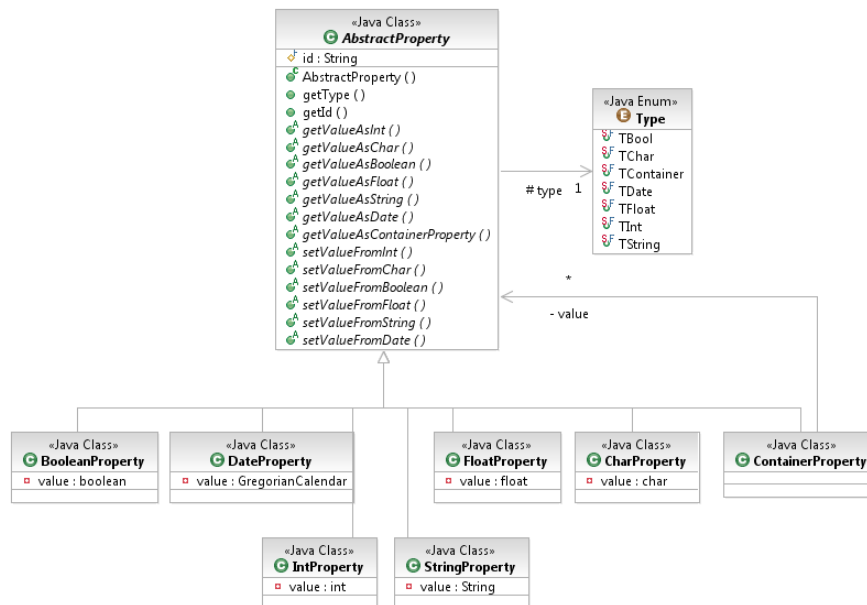 «Java Class»
C AbstractProperty
F id : String
C AbstractProperty ( )
getType ( )
getId ( )
A getValueAsInt ( )
A getValueAsChar ( )
A getValueAsBoolean ( )
A getValueAsFloat ( )
A getValueAsString ( )
A getValueAsDate ( )
A getValueAsContainerProperty ( )
A setValueFromInt ( )
A setValueFromChar ( )
A setValueFromBoolean ( )
A setValueFromFloat ( )
A setValueFromString ( )
A setValueFromDate ( )
«Java Enum»
E Type
S F TBool
S F TChar
S F TContainer
S F TDate
S F TFloat
S F TInt
S F TString
# type 1
*
- value
«Java Class»
C BooleanProperty
value : boolean
«Java Class»
C DateProperty
value : GregorianCalendar
«Java Class»
C FloatProperty
value : float
«Java Class»
C CharProperty
value : char
«Java Class»
C ContainerProperty
«Java Class»
C IntProperty
value : int
«Java Class»
C StringProperty
value : String